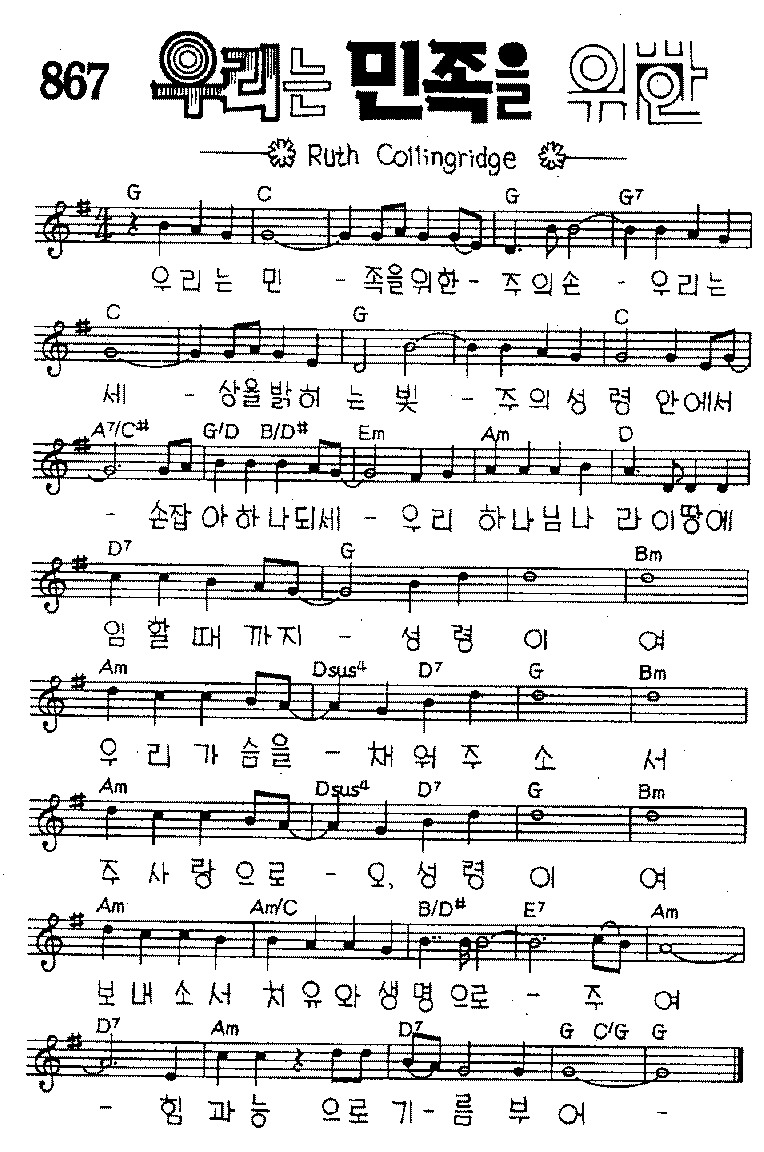 867 우리는 민족을 위한
Ruth Collingridge
G C G G7
우리는 민 - 족을위한 - 주의손 - 우리는
C G C
세 - 상을밝혀 는 빛 - 주의성 령 안에서
A7/C# G/D B/D# Em Am D
- 손잡아하나되세 - 우리 하나님나 라이땅에
D7 G Bm
임 할 때 까지 - 성 령 이 여
Am Dsus4 D7 G Bm
우 리 가 슴을 - 채 워 주 소 서
Am Dsus4 D7 G Bm
주 사 랑 으로 - 오, 성 령 이 여
Am Am/C B/D# E7 Am
보 내 소 서 치유와 생 명 으로 - 주 여
D7 Am D7 G C/G G
- 힘 과 능 으로 기 - 름 부 어 -